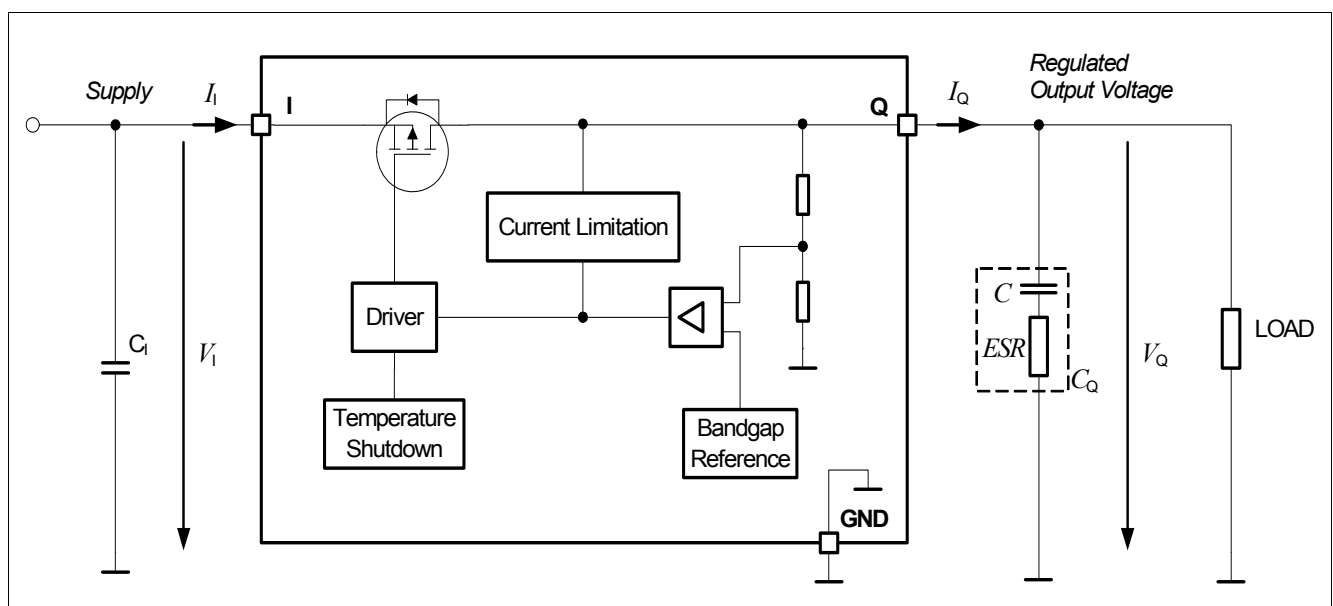 Supply
I_I
I
Q
I_Q
Regulated
Output Voltage
Current Limitation
Driver
C_I
V_I
Temperature
Shutdown
Bandgap
Reference
GND
C
ESR
C_Q
V_Q
LOAD